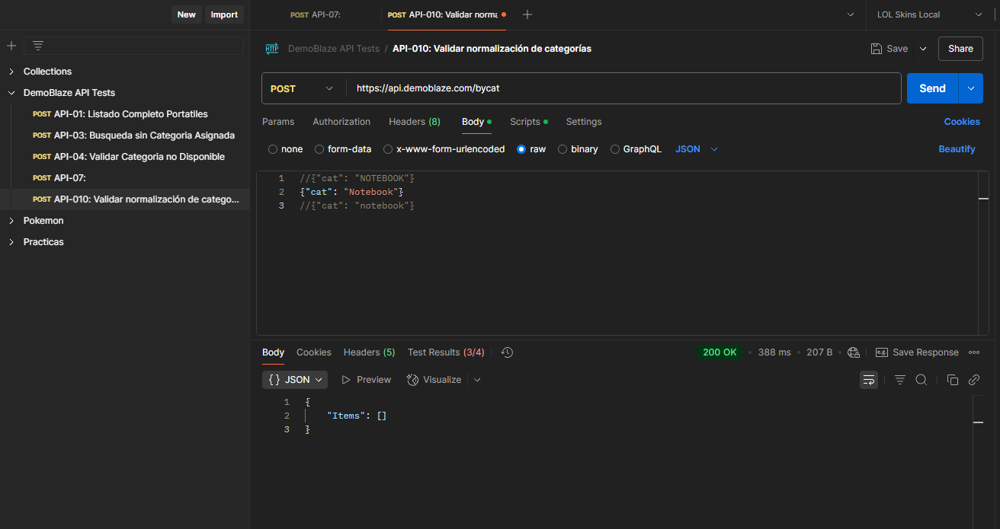 New Import
POST API-07:
POST API-010: Validar norma
LOL Skins Local
DemoBlaze API Tests / API-010: Validar normalización de categorías
Save
Share
Collections
DemoBlaze API Tests
POST API-01: Listado Completo Portatiles
POST API-03: Busqueda sin Categoria Asignada
POST API-04: Validar Categoria no Disponible
POST API-07:
POST API-010: Validar normalización de catego...
Pokemon
Practicas
HTTP
POST
https://api.demoblaze.com/bycat
Send
Params Authorization Headers (8) Body Scripts Settings Cookies
none form-data x-www-form-urlencoded raw binary GraphQL JSON Beautify
1 //{"cat": "NOTEBOOK"}
2 {"cat": "Notebook"}
3 //{"cat": "notebook"}
Body Cookies Headers (5) Test Results (3/4)
200 OK • 388 ms • 207 B
e.g. Save Response
{} JSON Preview Visualize
1 {
2 "Items": []
3 }